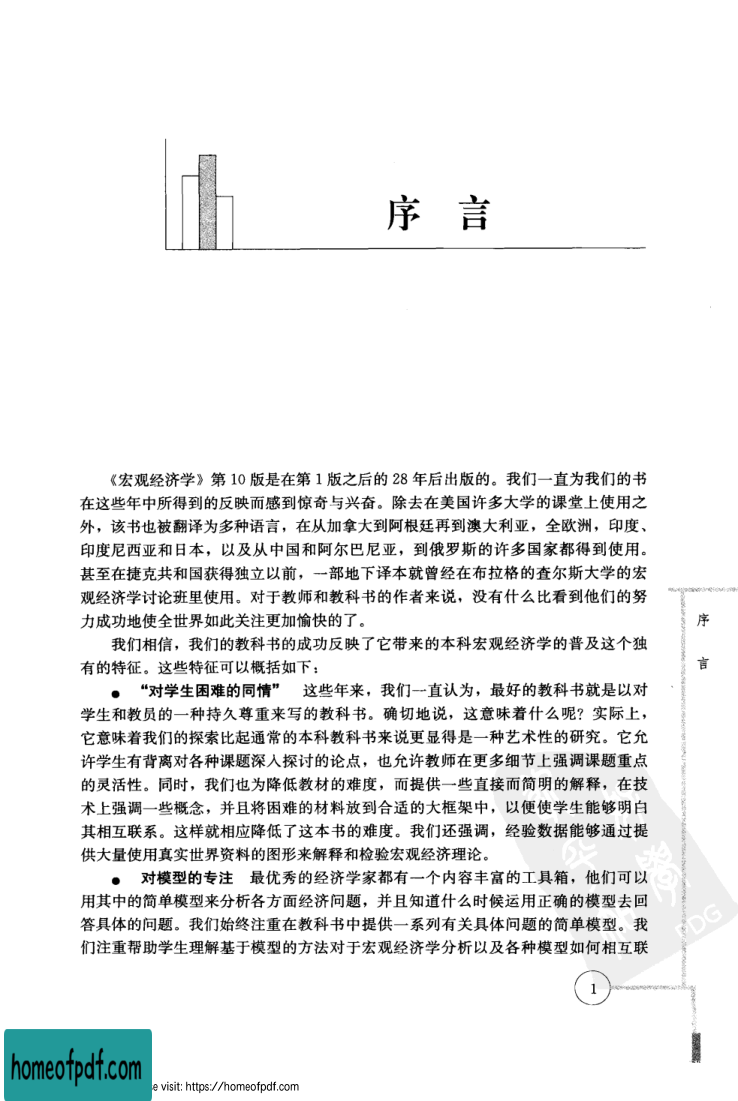 序 言
《宏观经济学》第 10 版是在第 1 版之后的 28 年后出版的。我们一直为我们的书
在这些年中所得到的反映而感到惊奇与兴奋。除去在美国许多大学的课堂上使用之
外，该书也被翻译为多种语言，在从加拿大到阿根廷再到澳大利亚，全欧洲，印度、
印度尼西亚和日本，以及从中国和阿尔巴尼亚，到俄罗斯的许多国家都得到使用。
甚至在捷克共和国获得独立以前，一部地下译本就曾经在布拉格的查尔斯大学的宏
观经济学讨论班里使用。对于教师和教科书的作者来说，没有什么比看到他们的努
力成功地使全世界如此关注更加愉快的了。
我们相信，我们的教科书的成功反映了它带来的本科宏观经济学的普及这个独
有的特征。这些特征可以概括如下：
● “对学生困难的同情” 这些年来，我们一直认为，最好的教科书就是以对
学生和教员的一种持久尊重来写的教科书。确切地说，这意味着什么呢？实际上，
它意味着我们的探索比起通常的本科教科书来说更显得是一种艺术性的研究。它允
许学生有背离对各种课题深入探讨的论点，也允许教师在更多细节上强调课题重点
的灵活性。同时，我们也为降低教材的难度，而提供一些直接而简明的解释，在技
术上强调一些概念，并且将困难的材料放到合适的大框架中，以便使学生能够明白
其相互联系。这样就相应降低了这本书的难度。我们还强调，经验数据能够通过提
供大量使用真实世界资料的图形来解释和检验宏观经济理论。
● 对模型的专注 最优秀的经济学家都有一个内容丰富的工具箱，他们可以
用其中的简单模型来分析各方面经济问题，并且知道什么时候运用正确的模型去回
答具体的问题。我们始终注重在教科书中提供一系列有关具体问题的简单模型。我
们注重帮助学生理解基于模型的方法对于宏观经济学分析以及各种模型如何相互联
序
言
PDG
1
homeofpdf.com
e visit: https://homeofpdf.com